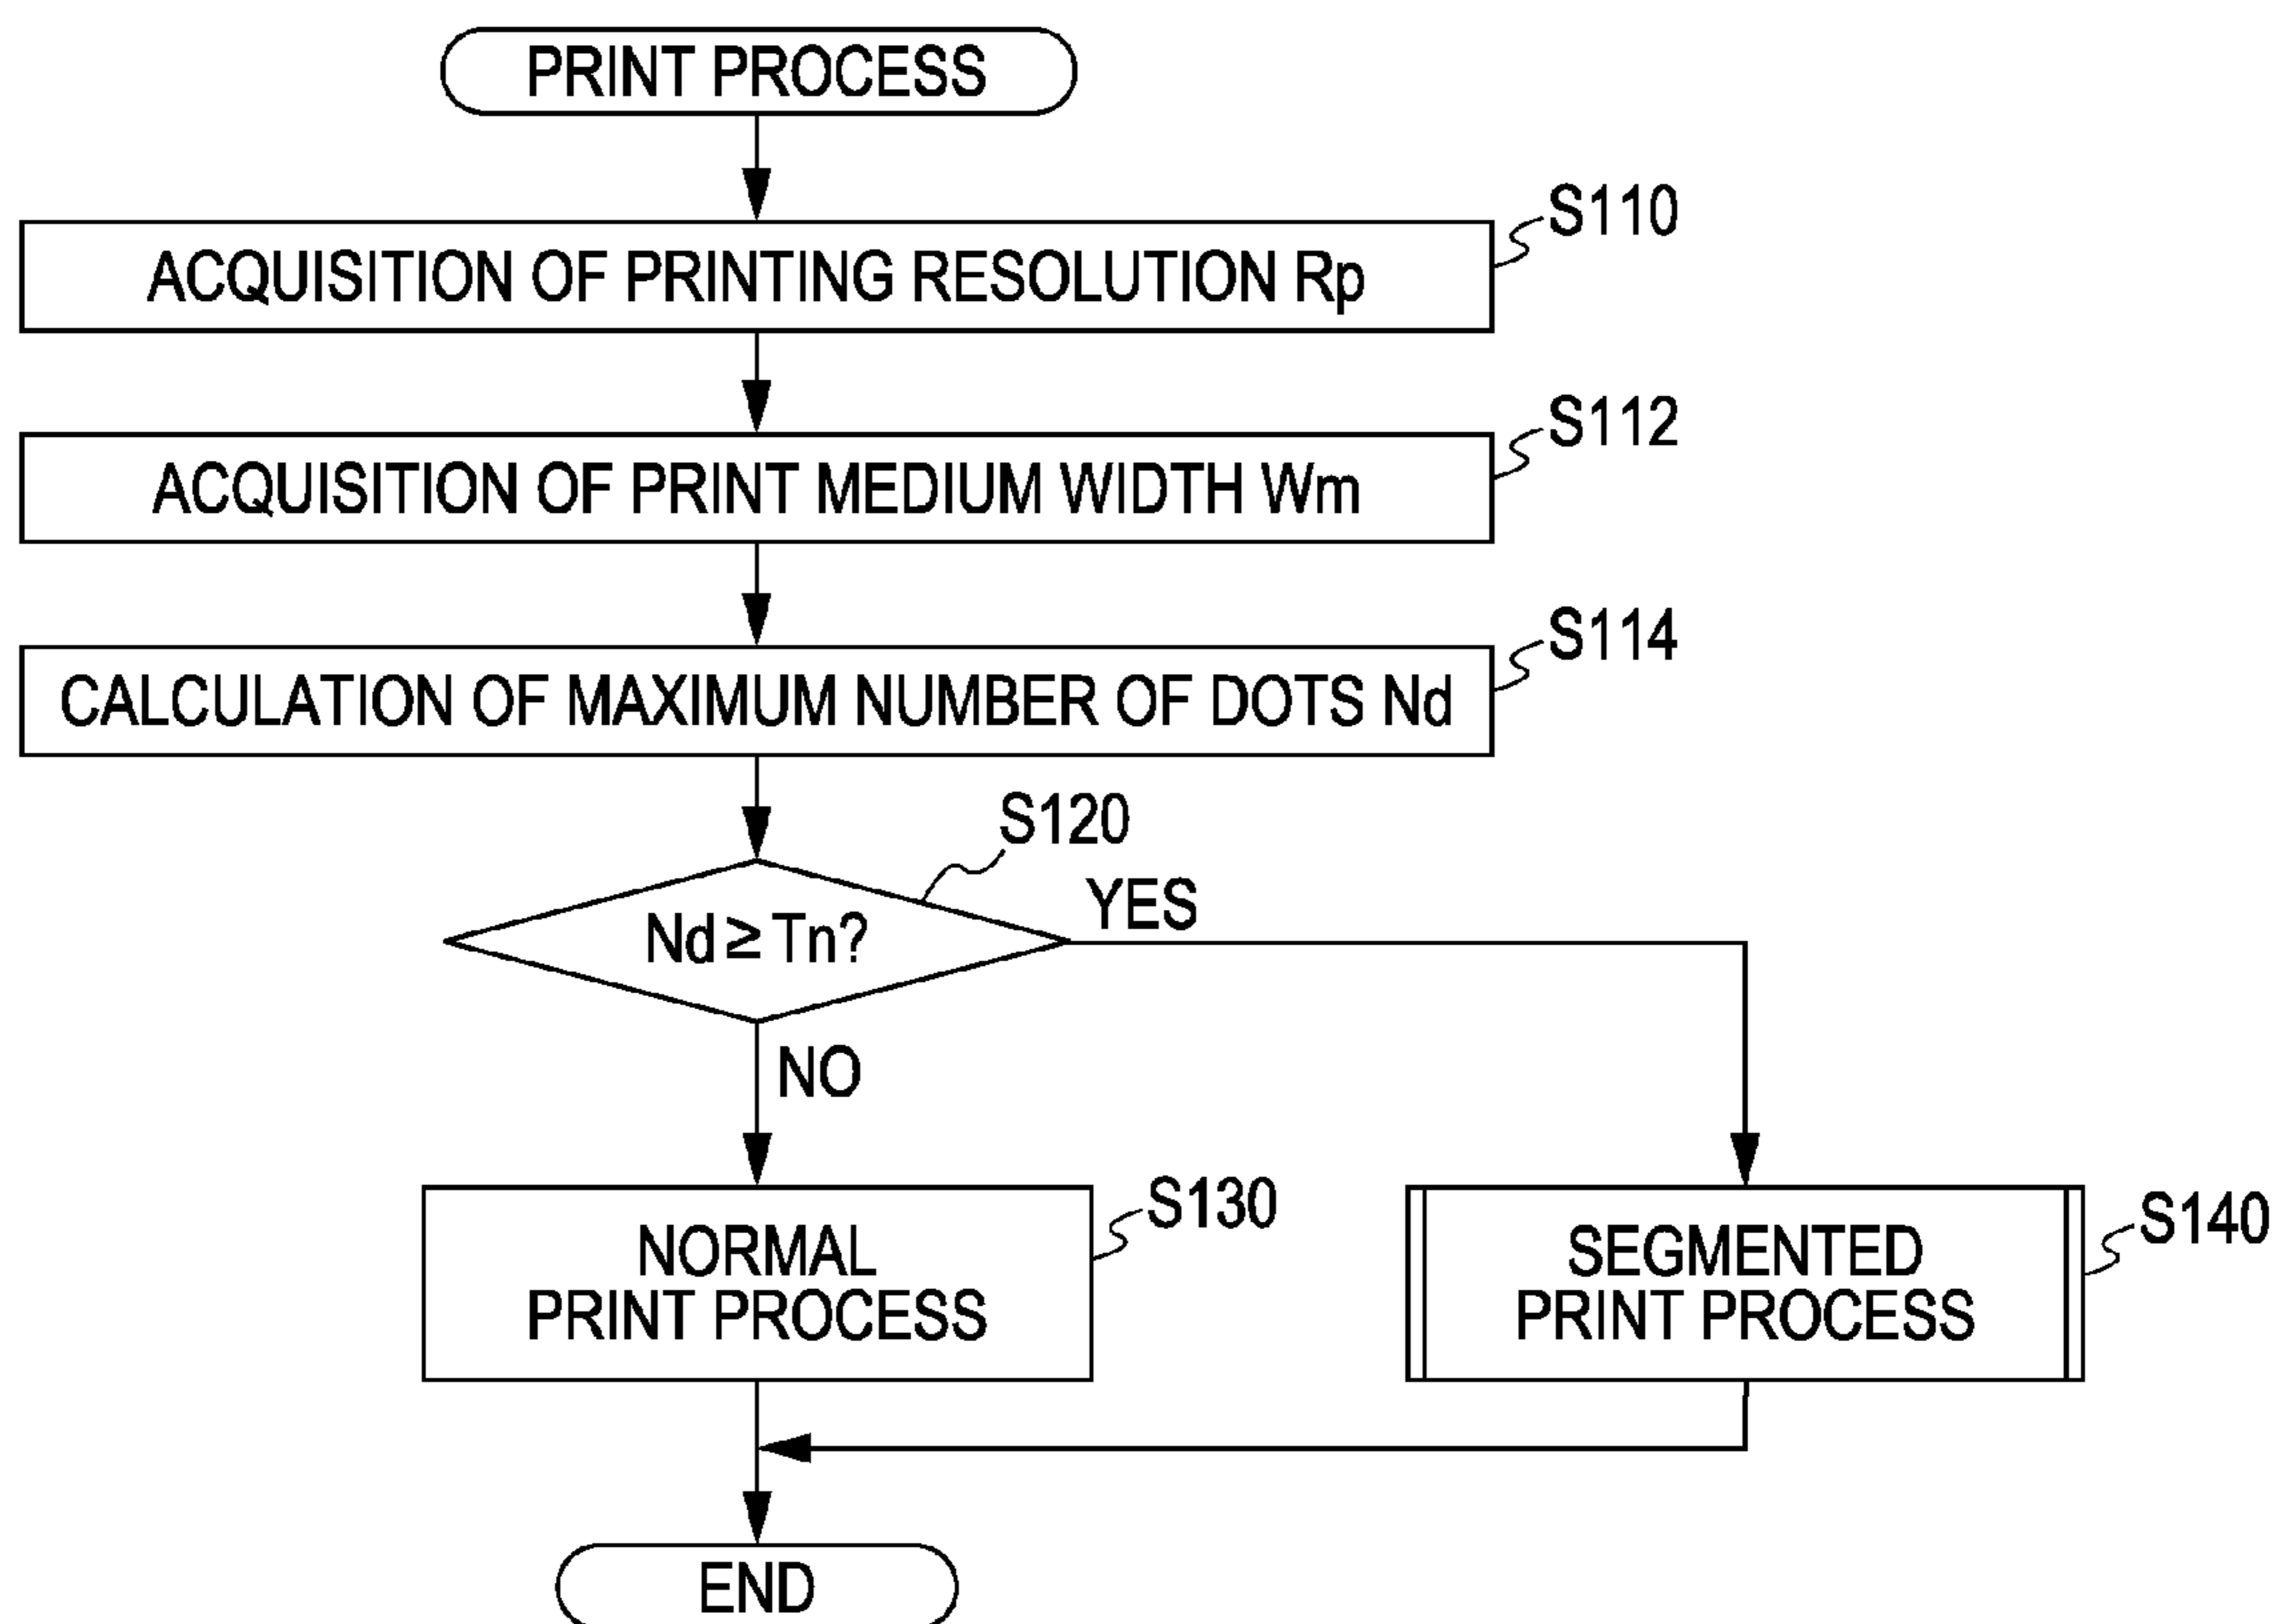 PRINT PROCESS
S110
ACQUISITION OF PRINTING RESOLUTION Rp
S112
ACQUISITION OF PRINT MEDIUM WIDTH Wm
S114
CALCULATION OF MAXIMUM NUMBER OF DOTS Nd
S120
YES
Nd ≥ Tn?
NO
S130
NORMAL
PRINT PROCESS
S140
SEGMENTED
PRINT PROCESS
END